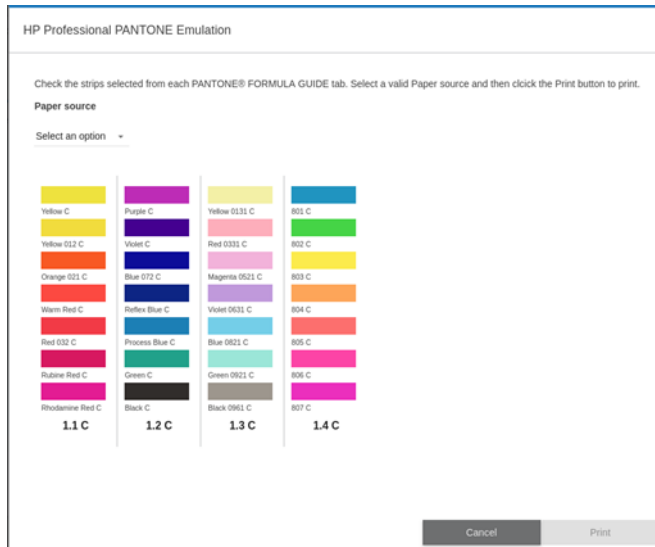 HP Professional PANTONE Emulation
Check the strips selected from each PANTONE® FORMULA GUIDE tab. Select a valid Paper source and then clcick the Print button to print.
Paper source
Select an option
Yellow C
Yellow 012 C
Orange 021 C
Warm Red C
Red 032 C
Rubine Red C
Rhodamine Red C
1.1 C
Purple C
Violet C
Blue 072 C
Reflex Blue C
Process Blue C
Green C
Black C
1.2 C
Yellow 0131 C
Red 0331 C
Magenta 0521 C
Violet 0631 C
Blue 0821 C
Green 0921 C
Black 0961 C
1.3 C
801 C
802 C
803 C
804 C
805 C
806 C
807 C
1.4 C
Cancel
Print